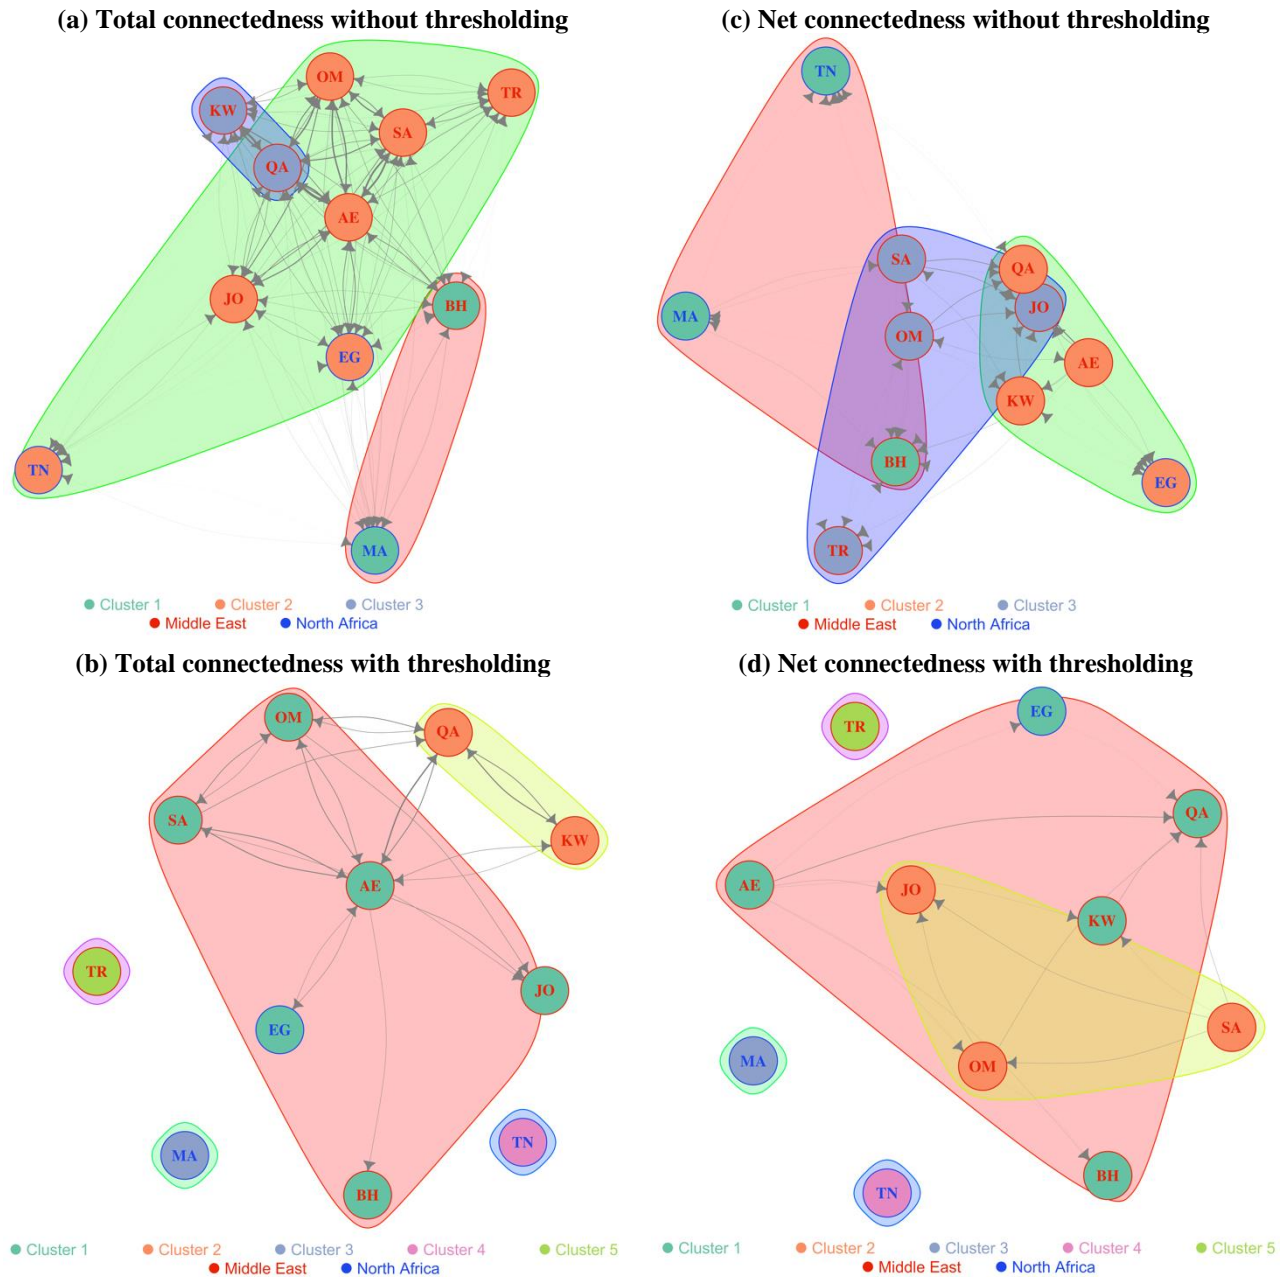 (a) Total connectedness without thresholding
OM
TR
KW
SA
QA
AE
JO
BH
EG
TN
MA
Cluster 1 Cluster 2 Cluster 3
Middle East North Africa
(c) Net connectedness without thresholding
TN
SA
QA
MA
JO
OM
AE
KW
BH
EG
TR
Cluster 1 Cluster 2 Cluster 3
Middle East North Africa
(b) Total connectedness with thresholding
OM
QA
SA
KW
AE
TR
JO
EG
MA
TN
BH
Cluster 1 Cluster 2 Cluster 3 Cluster 4 Cluster 5
Middle East North Africa
(d) Net connectedness with thresholding
EG
TR
QA
AE
JO
KW
SA
MA
OM
BH
TN
Cluster 1 Cluster 2 Cluster 3 Cluster 4 Cluster 5
Middle East North Africa